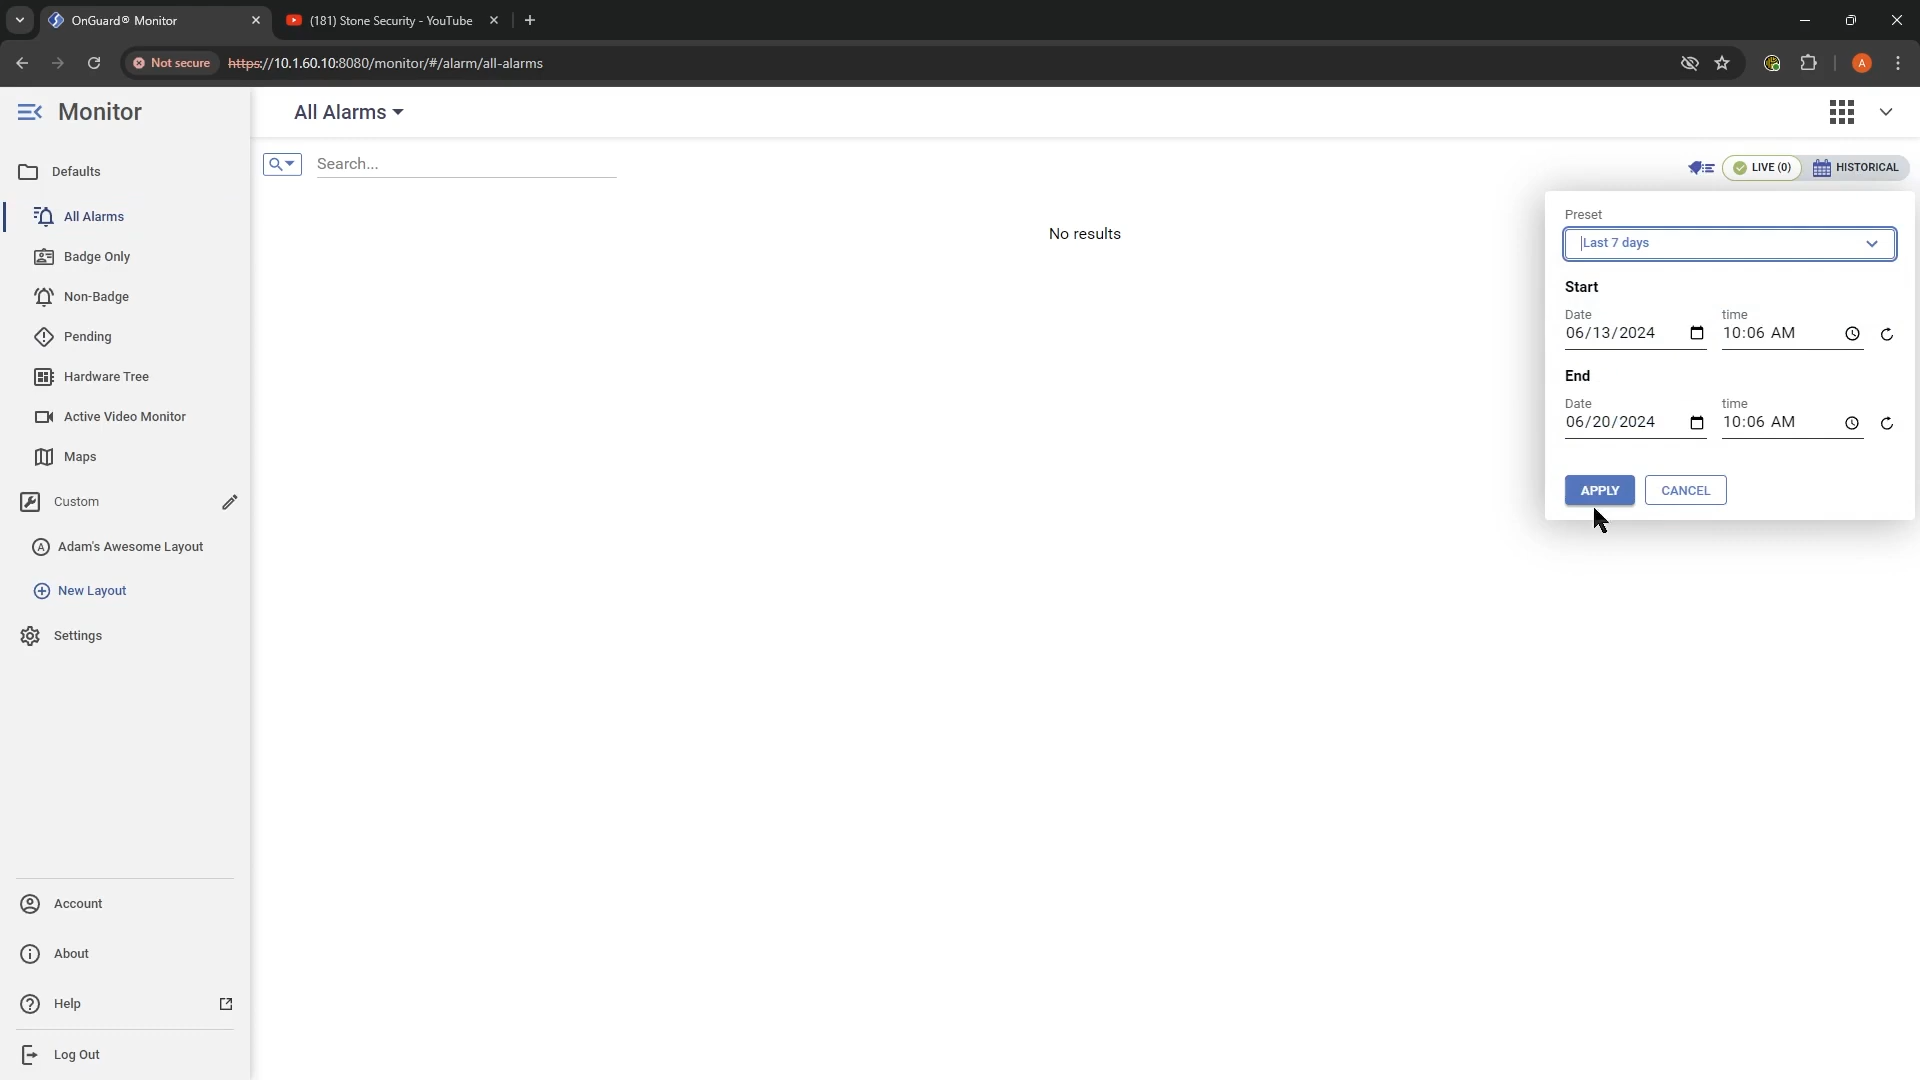 OnGuard® Monitor
(181) Stone Security - YouTube
Not secure
https://10.1.60.10:8080/monitor/#/alarm/all-alarms
A
Monitor
All Alarms
Defaults
Search...
LIVE (0)
HISTORICAL
All Alarms
Badge Only
Non-Badge
Pending
Hardware Tree
Active Video Monitor
Maps
Custom
A Adam's Awesome Layout
New Layout
Settings
No results
Preset
Last 7 days
Start
Date time
06/13/2024 10:06 AM
End
Date time
06/20/2024 10:06 AM
APPLY CANCEL
Account
About
Help
Log Out